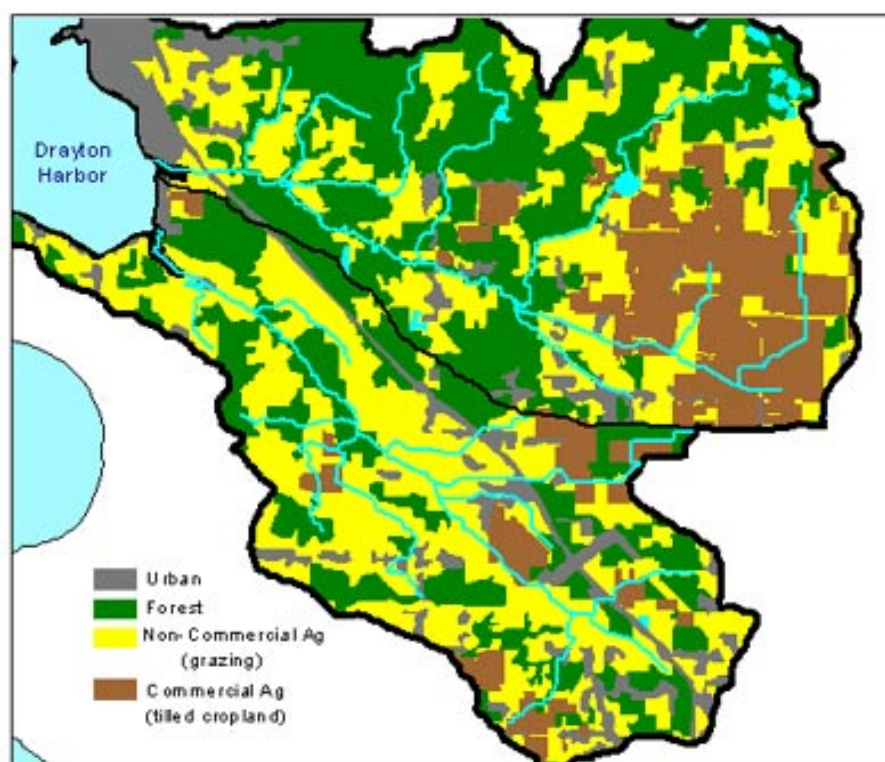 Drayton
Harbor
Urban
Forest
Non-Commercial Ag
(grazing)
Commercial Ag
(tilled cropland)